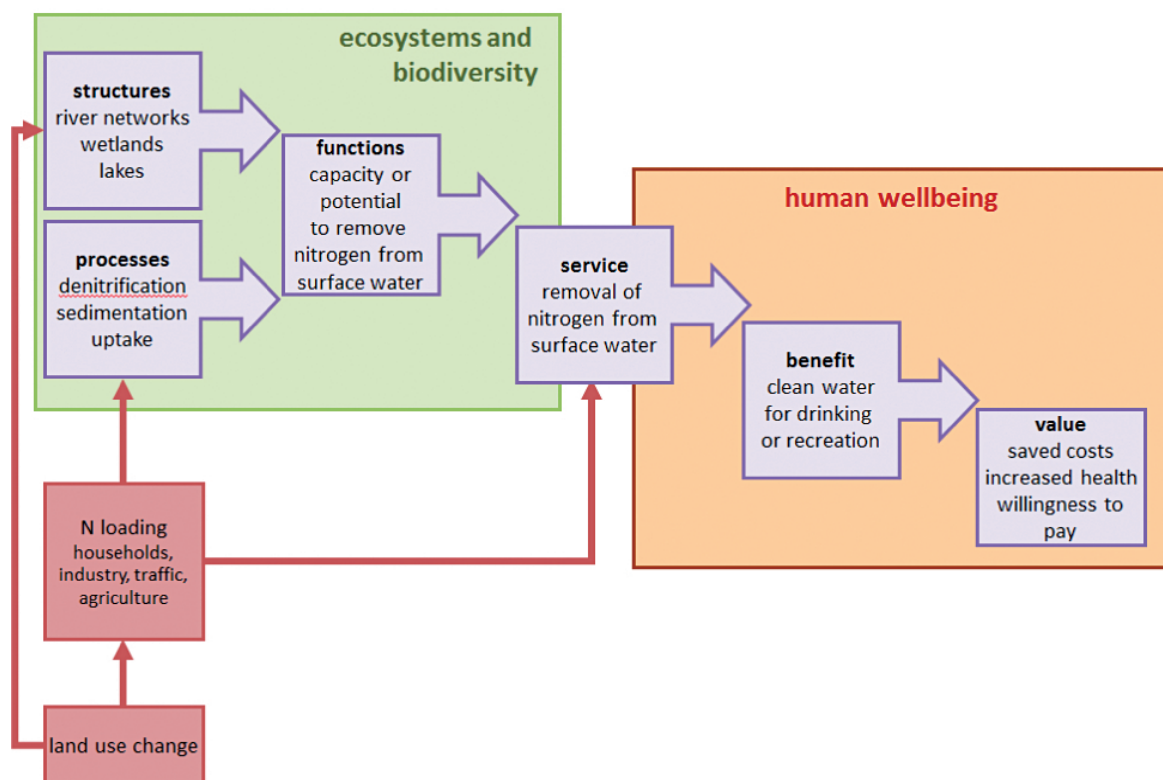 ecosystems and
biodiversity
structures
river networks
wetlands
lakes
functions
capacity or
potential
to remove
nitrogen from
surface water
processes
denitrification
sedimentation
uptake
human wellbeing
service
removal of
nitrogen from
surface water
benefit
clean water
for drinking
or recreation
value
saved costs
increased health
willingness to
pay
N loading
households,
industry, traffic,
agriculture
land use change